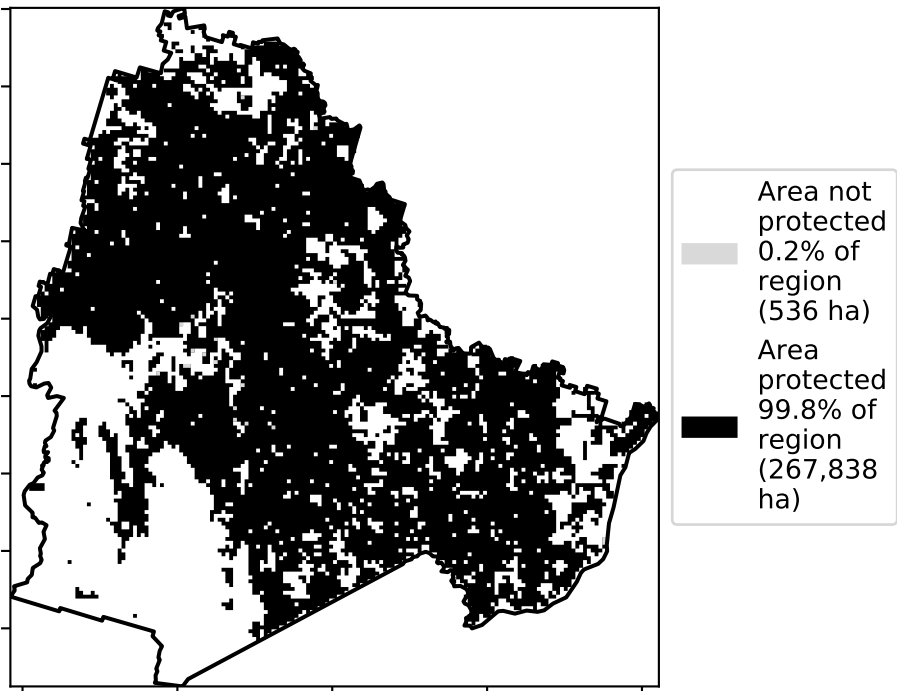 Area not
protected
0.2% of
region
(536 ha)
Area
protected
99.8% of
region
(267,838
ha)